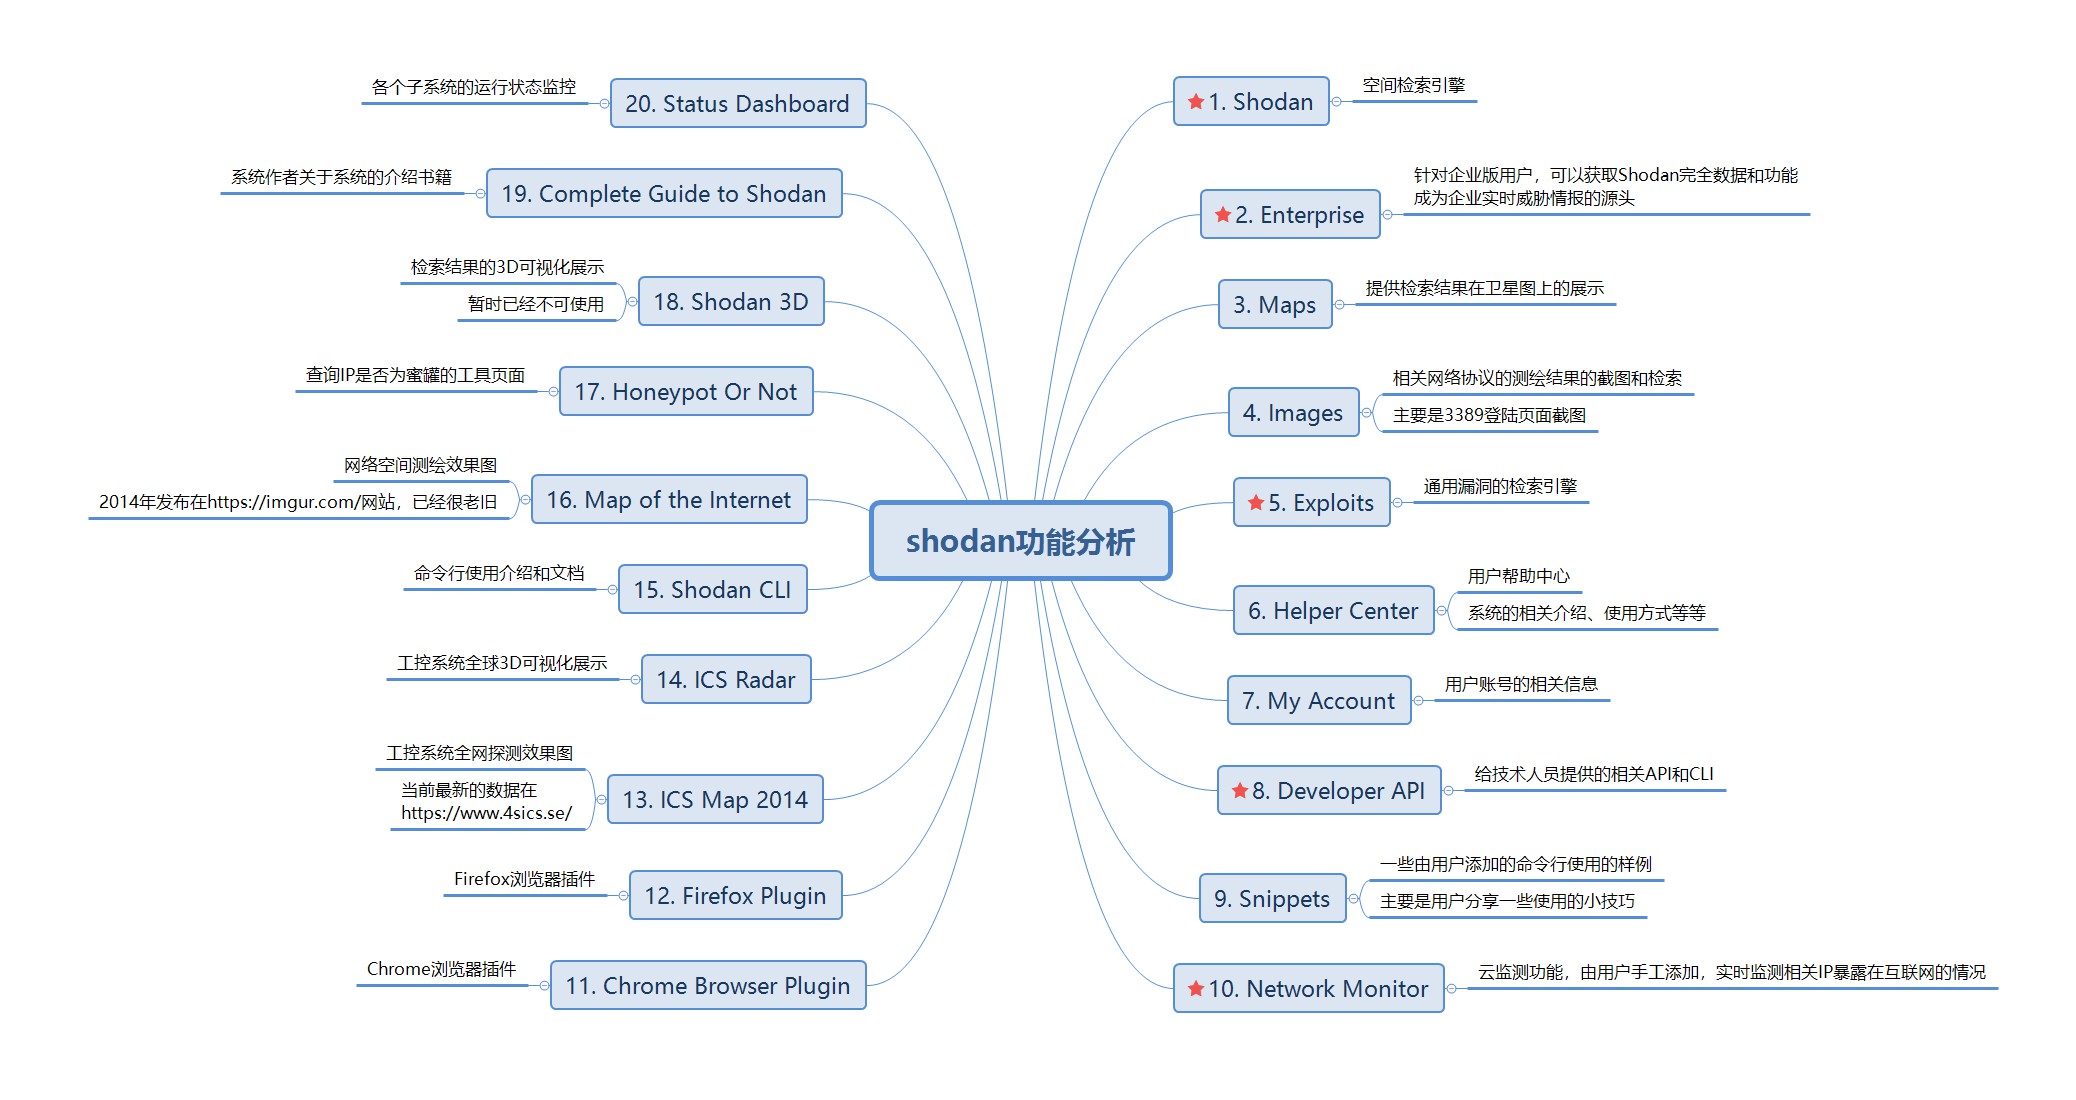 shodan功能分析
1. Shodan
空间检索引擎
2. Enterprise
针对企业版用户，可以获取Shodan完全数据和功能
成为企业实时威胁情报的源头
3. Maps
提供检索结果在卫星图上的展示
4. Images
相关网络协议的测绘结果的截图和检索
主要是3389登陆页面截图
5. Exploits
通用漏洞的检索引擎
6. Helper Center
用户帮助中心
系统的相关介绍、使用方式等等
7. My Account
用户账号的相关信息
8. Developer API
给技术人员提供的相关API和CLI
9. Snippets
一些由用户添加的命令行使用的样例
主要是用户分享一些使用的小技巧
10. Network Monitor
云监测功能，由用户手工添加，实时监测相关IP暴露在互联网的情况
11. Chrome Browser Plugin
Chrome浏览器插件
12. Firefox Plugin
Firefox浏览器插件
13. ICS Map 2014
工控系统全网探测效果图
当前最新的数据在
https://www.4sics.se/
14. ICS Radar
工控系统全球3D可视化展示
15. Shodan CLI
命令行使用介绍和文档
16. Map of the Internet
网络空间测绘效果图
2014年发布在https://imgur.com/网站，已经很老旧
17. Honeypot Or Not
查询IP是否为蜜罐的工具页面
18. Shodan 3D
检索结果的3D可视化展示
暂时已经不可使用
19. Complete Guide to Shodan
系统作者关于系统的介绍书籍
20. Status Dashboard
各个子系统的运行状态监控